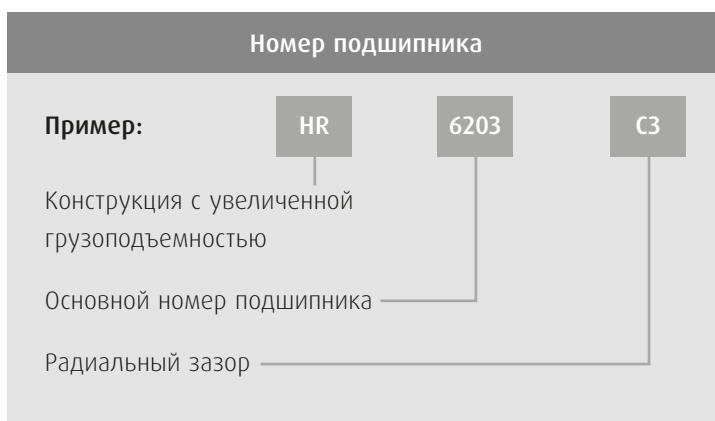 Номер подшипника
Пример: HR 6203 C3
Конструкция с увеличенной
грузоподъемностью
Основной номер подшипника
Радиальный зазор